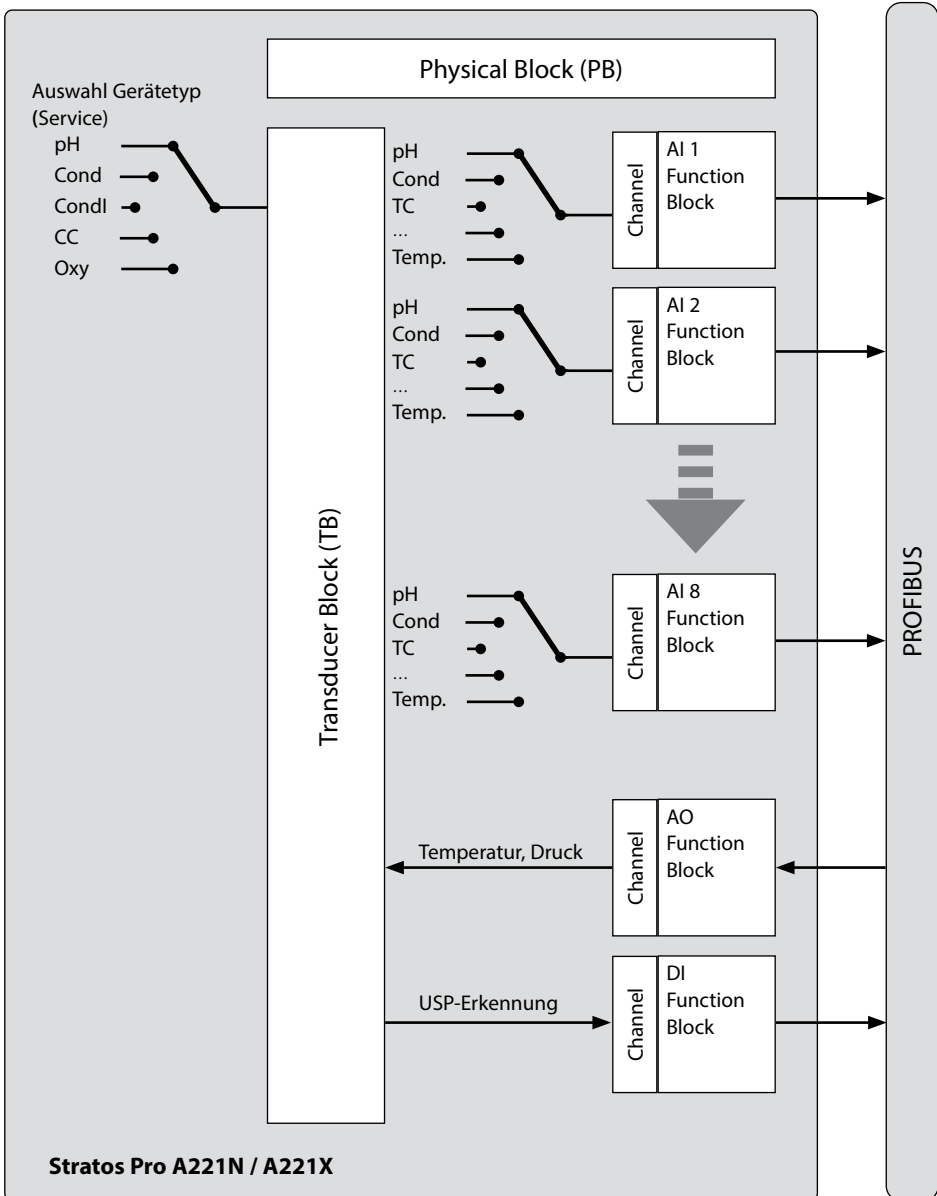 Physical Block (PB)
Auswahl Gerätetyp
(Service)
pH
Cond
CondI
CC
Oxy
Transducer Block (TB)
pH
Cond
TC
...
Temp.
Channel
AI 1
Function
Block
pH
Cond
TC
...
Temp.
Channel
AI 2
Function
Block
pH
Cond
TC
...
Temp.
Channel
AI 8
Function
Block
Temperatur, Druck
Channel
AO
Function
Block
USP-Erkennung
Channel
DI
Function
Block
PROFIBUS
Stratos Pro A221N / A221X